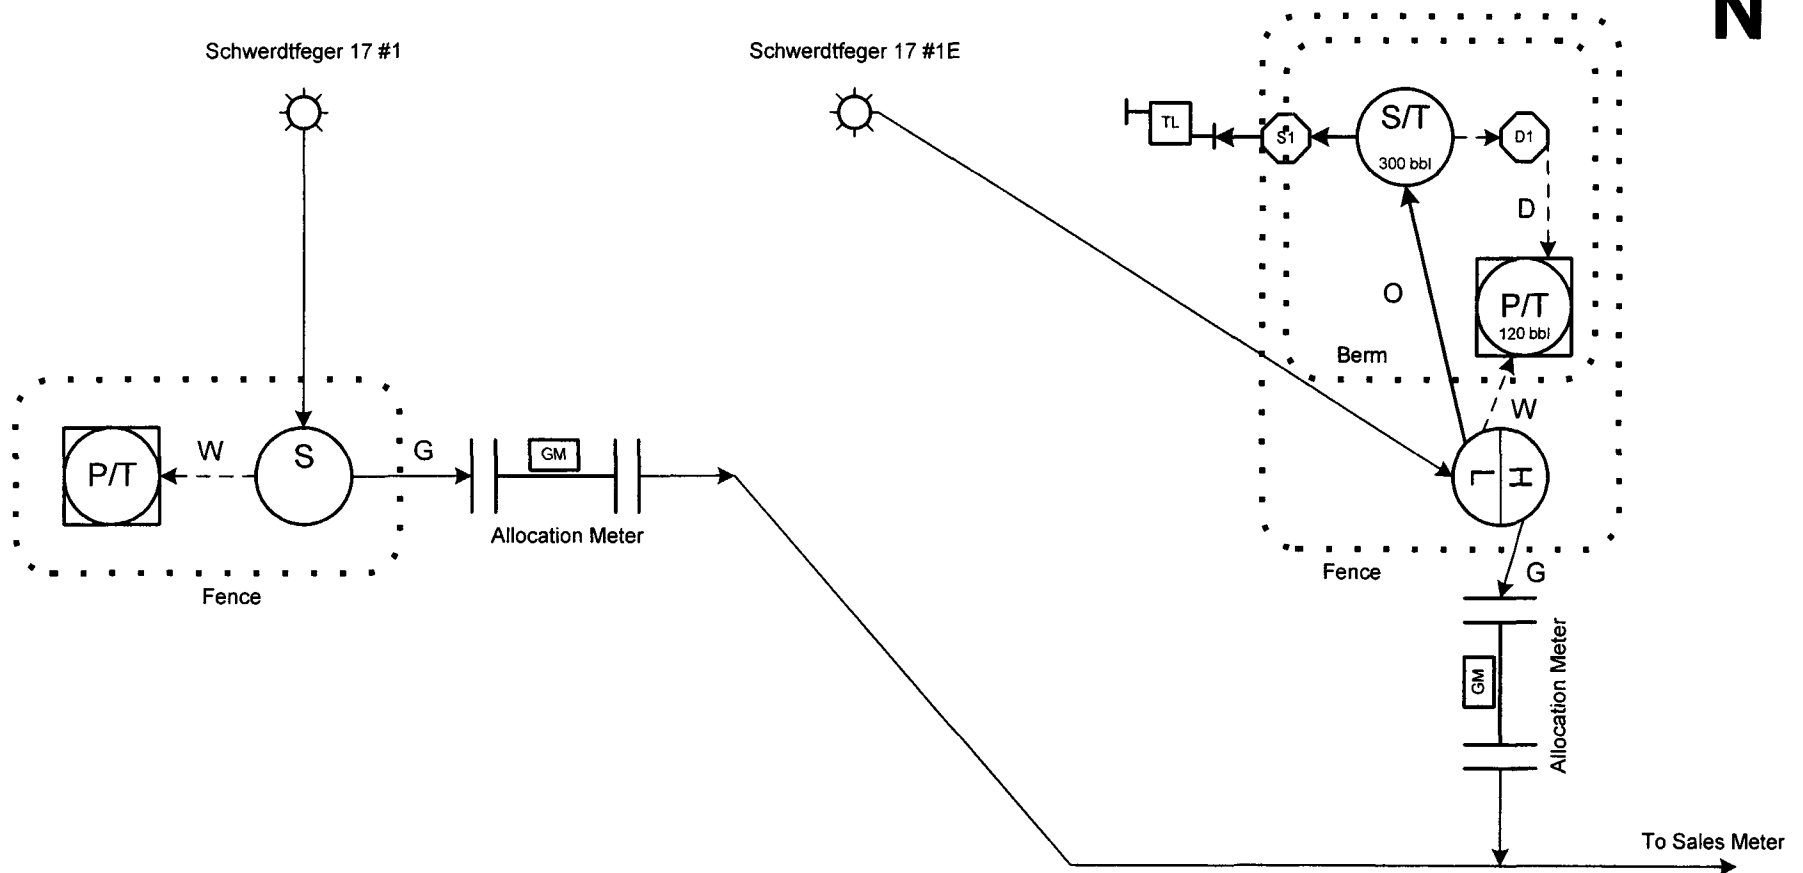 N
Schwerdtfeger 17 #1
Schwerdtfeger 17 #1E
TL
S1
S/T
300 bbl
D1
D
O
P/T
120 bbl
Berm
W
L H
Fence
G
GM
Allocation Meter
P/T
W
S
G
GM
Allocation Meter
Fence
To Sales Meter